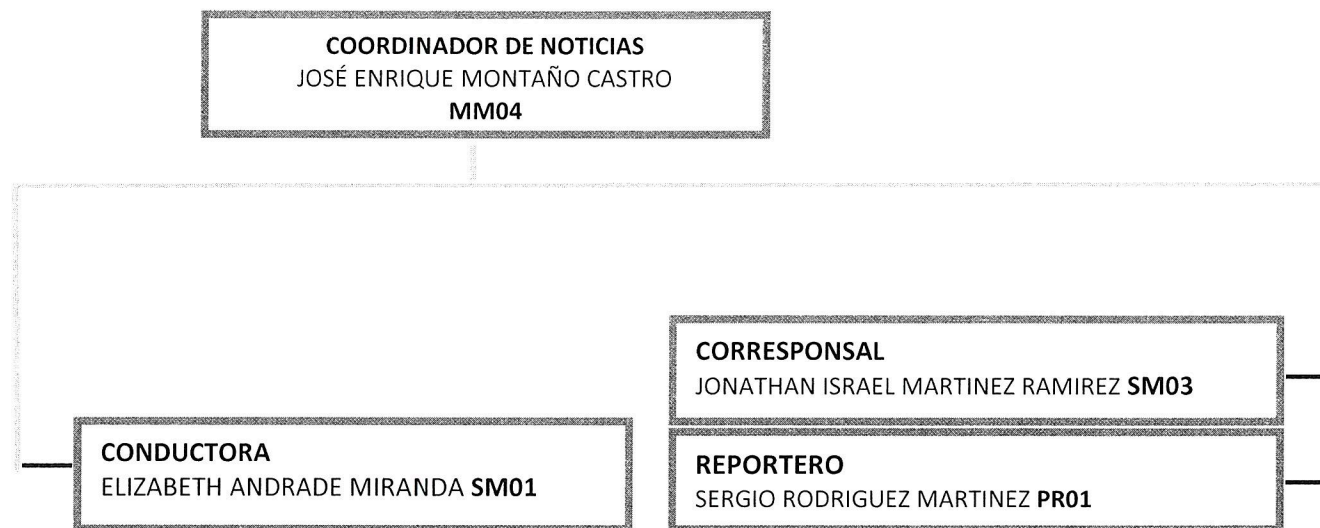 COORDINADOR DE NOTICIAS
JOSÉ ENRIQUE MONTAÑO CASTRO
MM04
CORRESPONSAL
JONATHAN ISRAEL MARTINEZ RAMIREZ SM03
CONDUCTORA
ELIZABETH ANDRADE MIRANDA SM01
REPORTERO
SERGIO RODRIGUEZ MARTINEZ PR01